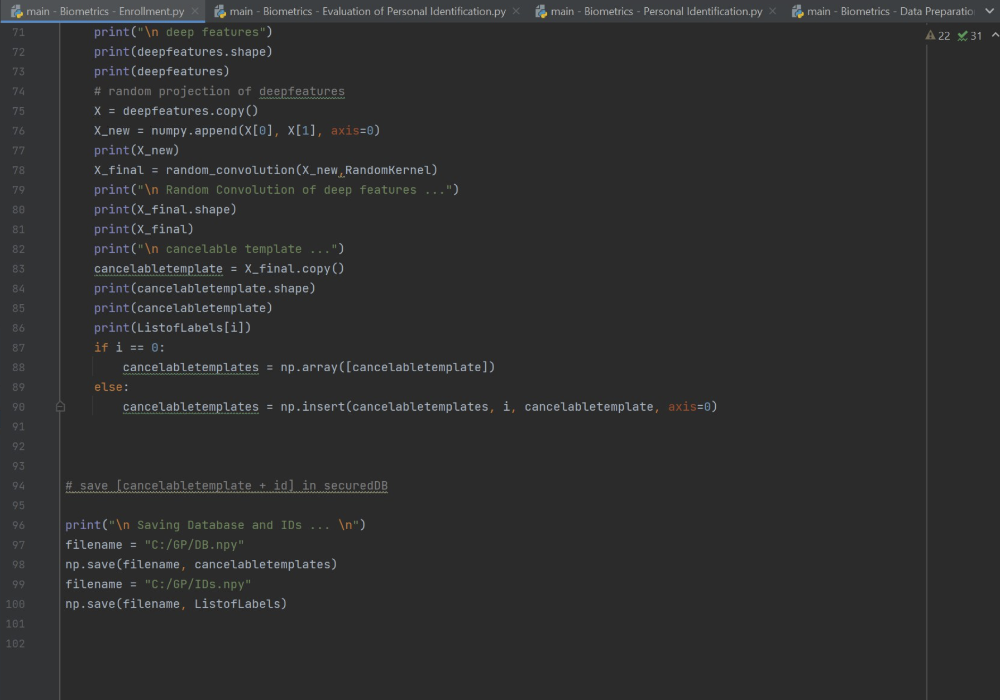 main - Biometrics - Enrollment.py main - Biometrics - Evaluation of Personal Identification.py main - Biometrics - Personal Identification.py main - Biometrics - Data Preparatio
22 31
71 print("\n deep features")
72 print(deepfeatures.shape)
73 print(deepfeatures)
74 # random projection of deepfeatures
75 X = deepfeatures.copy()
76 X_new = numpy.append(X[0], X[1], axis=0)
77 print(X_new)
78 X_final = random_convolution(X_new,RandomKernel)
79 print("\n Random Convolution of deep features ...")
80 print(X_final.shape)
81 print(X_final)
82 print("\n cancelable template ...")
83 cancelabletemplate = X_final.copy()
84 print(cancelabletemplate.shape)
85 print(cancelabletemplate)
86 print(ListofLabels[i])
87 if i == 0:
88 cancelabletemplates = np.array([cancelabletemplate])
89 else:
90 cancelabletemplates = np.insert(cancelabletemplates, i, cancelabletemplate, axis=0)
91
92
93
94 # save [cancelabletemplate + id] in securedDB
95
96 print("\n Saving Database and IDs ... \n")
97 filename = "C:/GP/DB.npy"
98 np.save(filename, cancelabletemplates)
99 filename = "C:/GP/IDs.npy"
100 np.save(filename, ListofLabels)
101
102